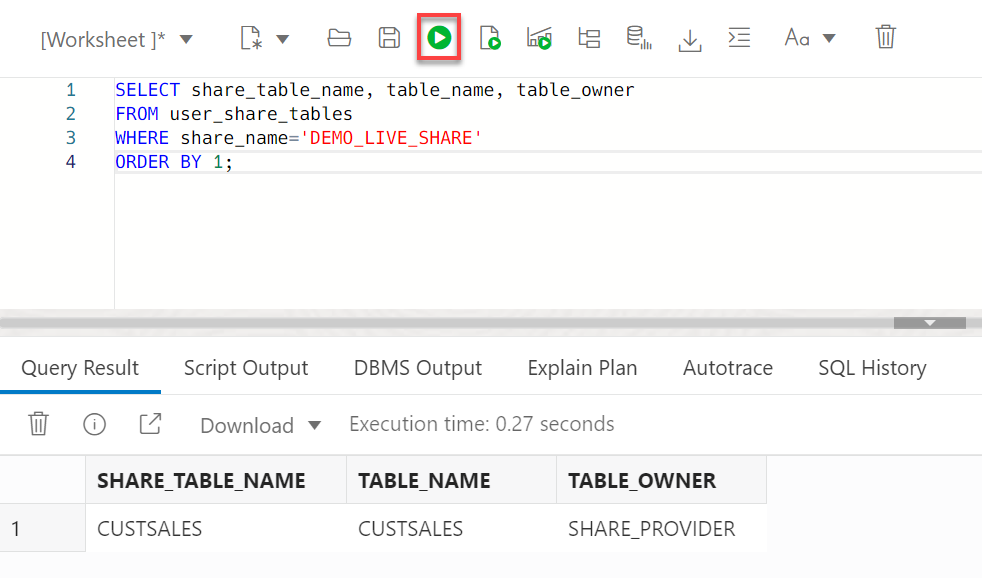 [Worksheet ]*
Aa
1 SELECT share_table_name, table_name, table_owner
2 FROM user_share_tables
3 WHERE share_name='DEMO_LIVE_SHARE'
4 ORDER BY 1;
Query Result Script Output DBMS Output Explain Plan Autotrace SQL History
Download Execution time: 0.27 seconds
SHARE_TABLE_NAME TABLE_NAME TABLE_OWNER
1 CUSTSALES CUSTSALES SHARE_PROVIDER